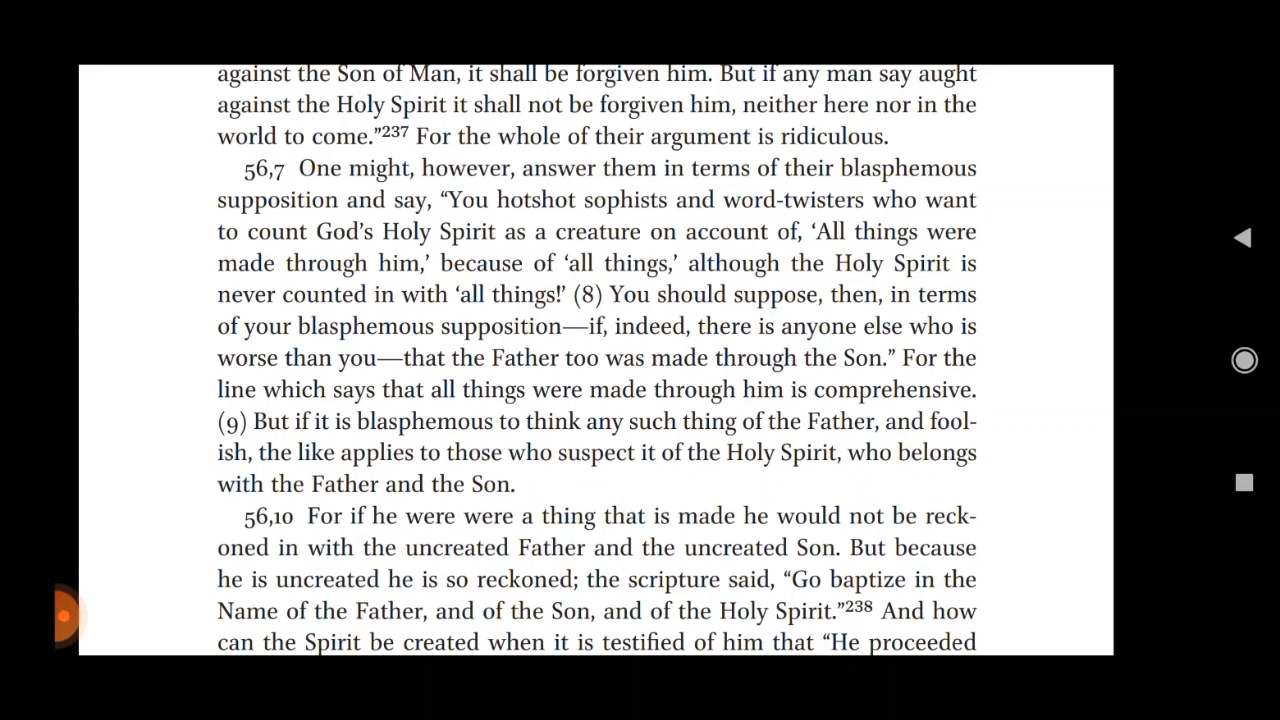 against the Son of Man, it shall be forgiven him. But if any man say aught
against the Holy Spirit it shall not be forgiven him, neither here nor in the
world to come.”237 For the whole of their argument is ridiculous.
56,7 One might, however, answer them in terms of their blasphemous
supposition and say, “You hotshot sophists and word-twisters who want
to count God’s Holy Spirit as a creature on account of, ‘All things were
made through him,’ because of ‘all things,’ although the Holy Spirit is
never counted in with ‘all things!’ (8) You should suppose, then, in terms
of your blasphemous supposition—if, indeed, there is anyone else who is
worse than you—that the Father too was made through the Son.” For the
line which says that all things were made through him is comprehensive.
(9) But if it is blasphemous to think any such thing of the Father, and fool-
ish, the like applies to those who suspect it of the Holy Spirit, who belongs
with the Father and the Son.
56,10 For if he were were a thing that is made he would not be reck-
oned in with the uncreated Father and the uncreated Son. But because
he is uncreated he is so reckoned; the scripture said, “Go baptize in the
Name of the Father, and of the Son, and of the Holy Spirit.”238 And how
can the Spirit be created when it is testified of him that “He proceeded